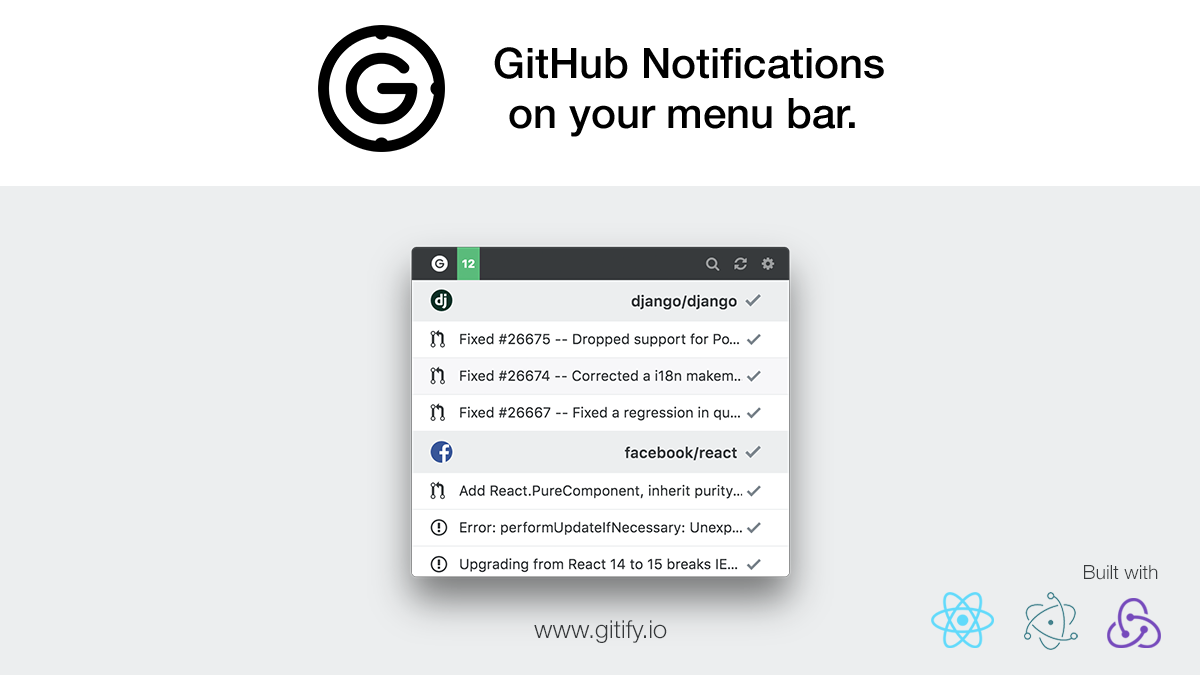 G
GitHub Notifications
on your menu bar.
G 12
dj django/django
Fixed #26675 -- Dropped support for Po...
Fixed #26674 -- Corrected a i18n makem..
Fixed #26667 -- Fixed a regression in qu...
f facebook/react
Add React.PureComponent, inherit purity...
Error: performUpdateIfNecessary: Unexp...
Upgrading from React 14 to 15 breaks IE...
Built with
www.gitify.io